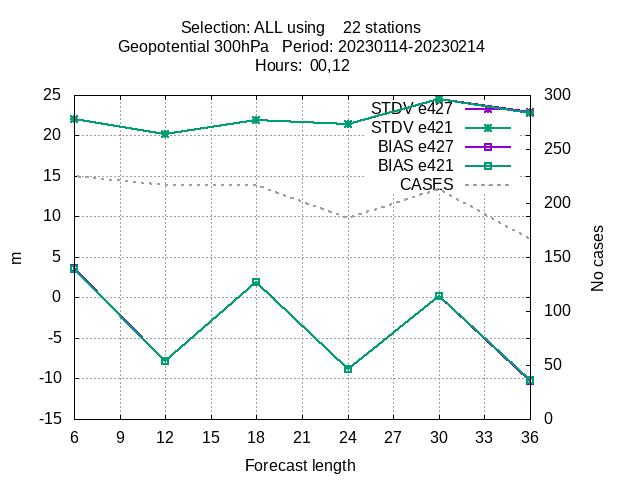 Selection: ALL using    22 stations
Geopotential 300hPa   Period: 20230114-20230214
Hours:  00,12
25
20
15
10
5
0
-5
-10
-15
m
STDV e427
STDV e421
BIAS e427
BIAS e421
CASES
300
250
200
150
100
50
0
No cases
6 9 12 15 18 21 24 27 30 33 36
Forecast length